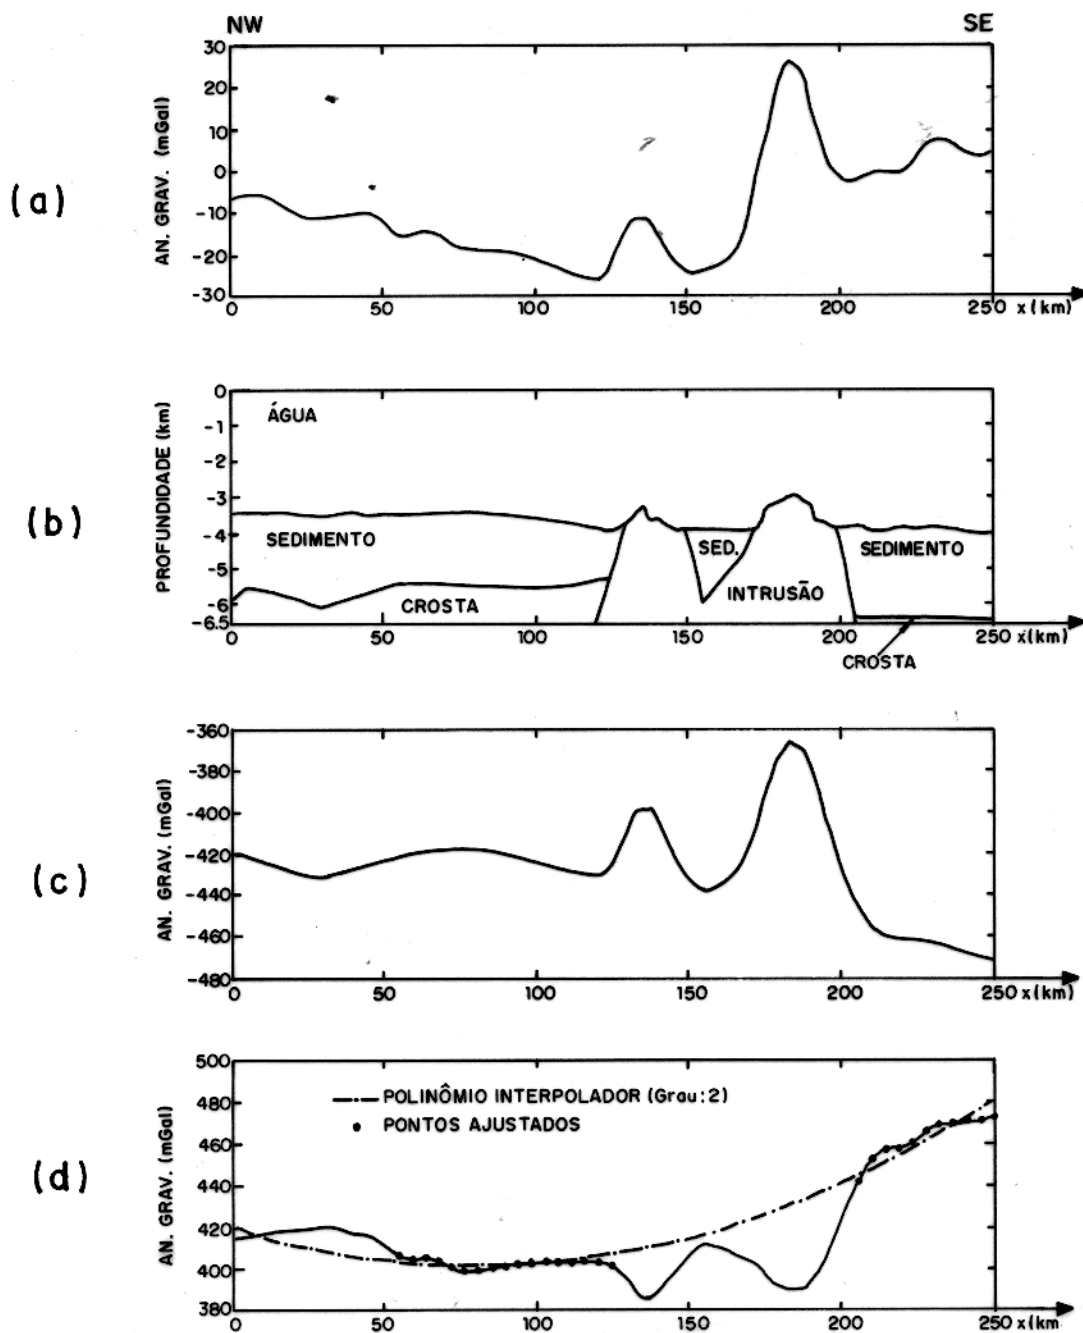 NW
SE
(a)
AN. GRAV. (mGal)
30
20
10
0
-10
-20
-30
0
50
100
150
200
250
x (km)
(b)
PROFUNDIDADE (km)
0
-1
-2
-3
-4
-5
-6
-6.5
ÁGUA
SEDIMENTO
SED.
SEDIMENTO
CROSTA
INTRUSÃO
0
50
100
150
200
250
x(km)
CROSTA
(c)
AN. GRAV. (mGal)
-360
-380
-400
-420
-440
-460
-480
0
50
100
150
200
250
x(km)
(d)
AN. GRAV. (mGal)
500
480
460
440
420
400
380
POLINÔMIO INTERPOLADOR (Grau:2)
PONTOS AJUSTADOS
0
50
100
150
200
250
x(km)